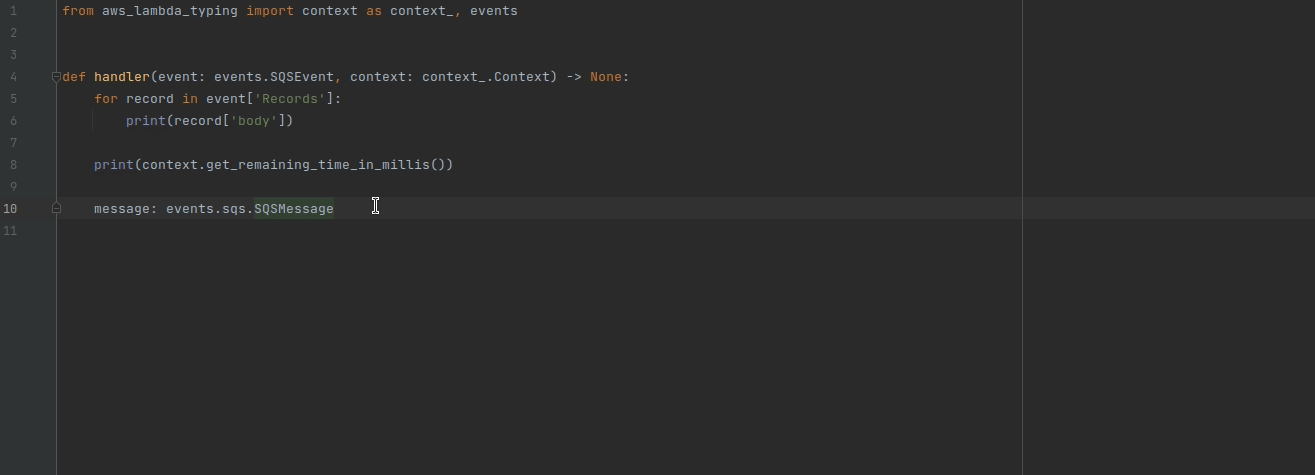 1 from aws_lambda_typing import context as context_, events
2
3
4 def handler(event: events.SQSEvent, context: context_.Context) -> None:
5     for record in event['Records']:
6         print(record['body'])
7
8     print(context.get_remaining_time_in_millis())
9
10     message: events.sqs.SQSMessage
11